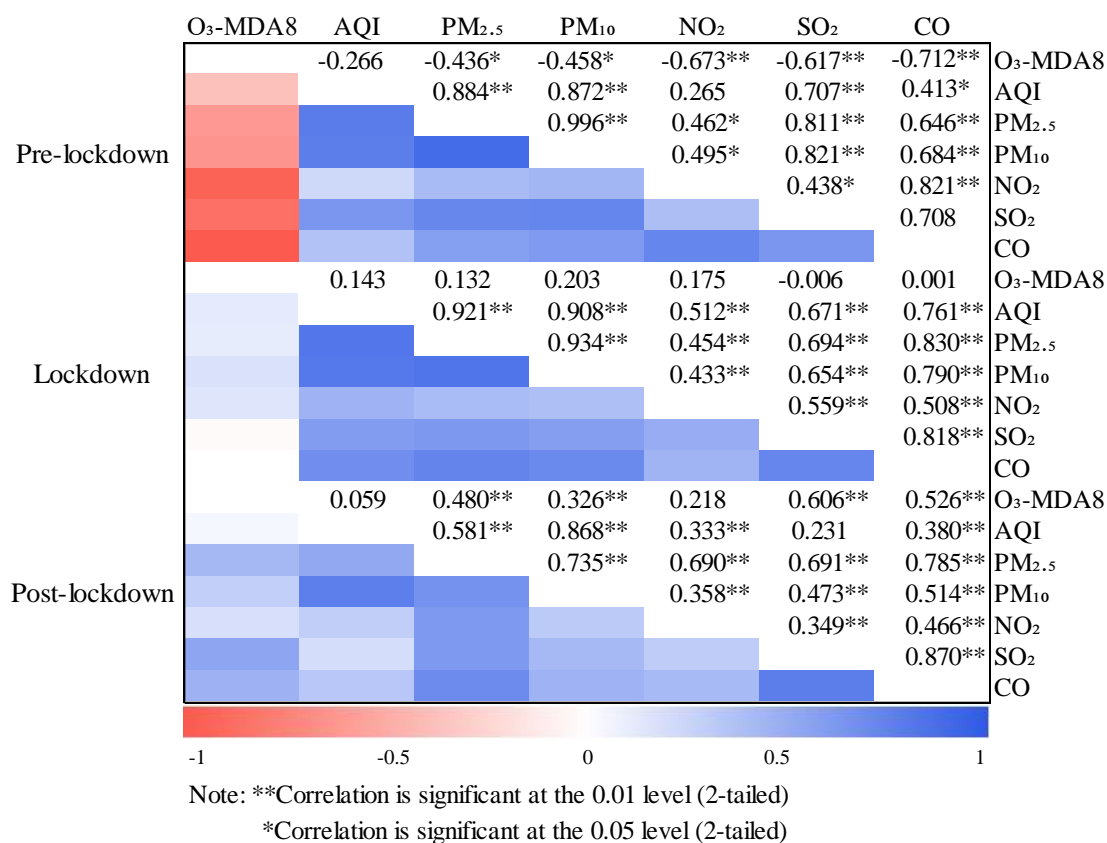 O₃-MDA8 AQI PM₂.₅ PM₁₀ NO₂ SO₂ CO
-0.266 -0.436* -0.458* -0.673** -0.617** -0.712** O₃-MDA8
0.884** 0.872** 0.265 0.707** 0.413* AQI
0.996** 0.462* 0.811** 0.646** PM₂.₅
Pre-lockdown 0.495* 0.821** 0.684** PM₁₀
0.438* 0.821** NO₂
0.708 SO₂
CO
0.143 0.132 0.203 0.175 -0.006 0.001 O₃-MDA8
0.921** 0.908** 0.512** 0.671** 0.761** AQI
0.934** 0.454** 0.694** 0.830** PM₂.₅
Lockdown 0.433** 0.654** 0.790** PM₁₀
0.559** 0.508** NO₂
0.818** SO₂
CO
0.059 0.480** 0.326** 0.218 0.606** 0.526** O₃-MDA8
0.581** 0.868** 0.333** 0.231 0.380** AQI
0.735** 0.690** 0.691** 0.785** PM₂.₅
Post-lockdown 0.358** 0.473** 0.514** PM₁₀
0.349** 0.466** NO₂
0.870** SO₂
CO
-1 -0.5 0 0.5 1
Note: **Correlation is significant at the 0.01 level (2-tailed)
*Correlation is significant at the 0.05 level (2-tailed)